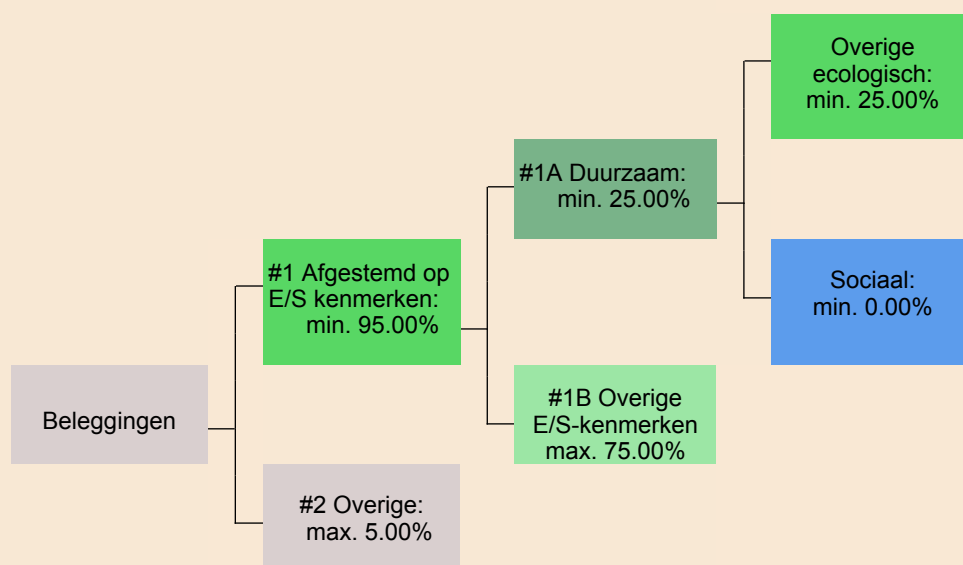 Beleggingen
#1 Afgestemd op
E/S kenmerken:
min. 95.00%
#2 Overige:
max. 5.00%
#1A Duurzaam:
min. 25.00%
#1B Overige
E/S-kenmerken
max. 75.00%
Overige
ecologisch:
min. 25.00%
Sociaal:
min. 0.00%